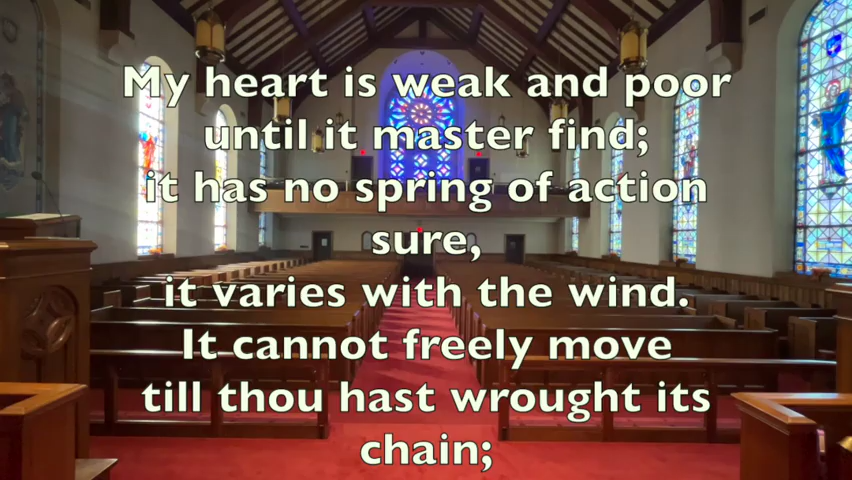 My heart is weak and poor
until it master find;
it has no spring of action
sure,
it varies with the wind.
It cannot freely move
till thou hast wrought its
chain;